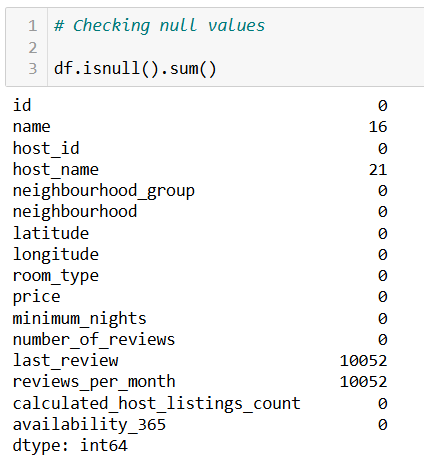 1 # Checking null values
2
3 df.isnull().sum()
id 0
name 16
host_id 0
host_name 21
neighbourhood_group 0
neighbourhood 0
latitude 0
longitude 0
room_type 0
price 0
minimum_nights 0
number_of_reviews 0
last_review 10052
reviews_per_month 10052
calculated_host_listings_count 0
availability_365 0
dtype: int64